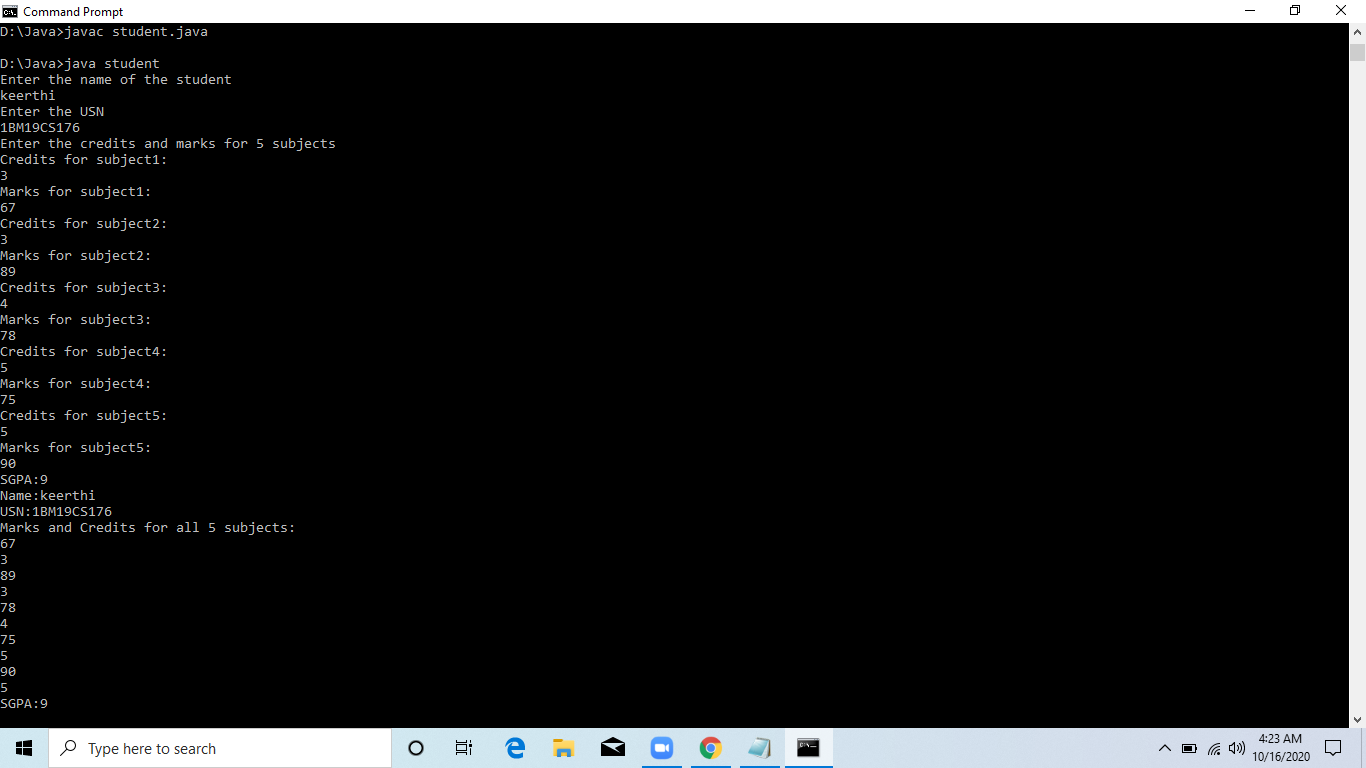 Command Prompt
D:\Java>javac student.java
D:\Java>java student
Enter the name of the student
keerthi
Enter the USN
1BM19CS176
Enter the credits and marks for 5 subjects
Credits for subject1:
3
Marks for subject1:
67
Credits for subject2:
3
Marks for subject2:
89
Credits for subject3:
4
Marks for subject3:
78
Credits for subject4:
5
Marks for subject4:
75
Credits for subject5:
5
Marks for subject5:
90
SGPA:9
Name:keerthi
USN:1BM19CS176
Marks and Credits for all 5 subjects:
67
3
89
3
78
4
75
5
90
5
SGPA:9
Type here to search
4:23 AM
10/16/2020